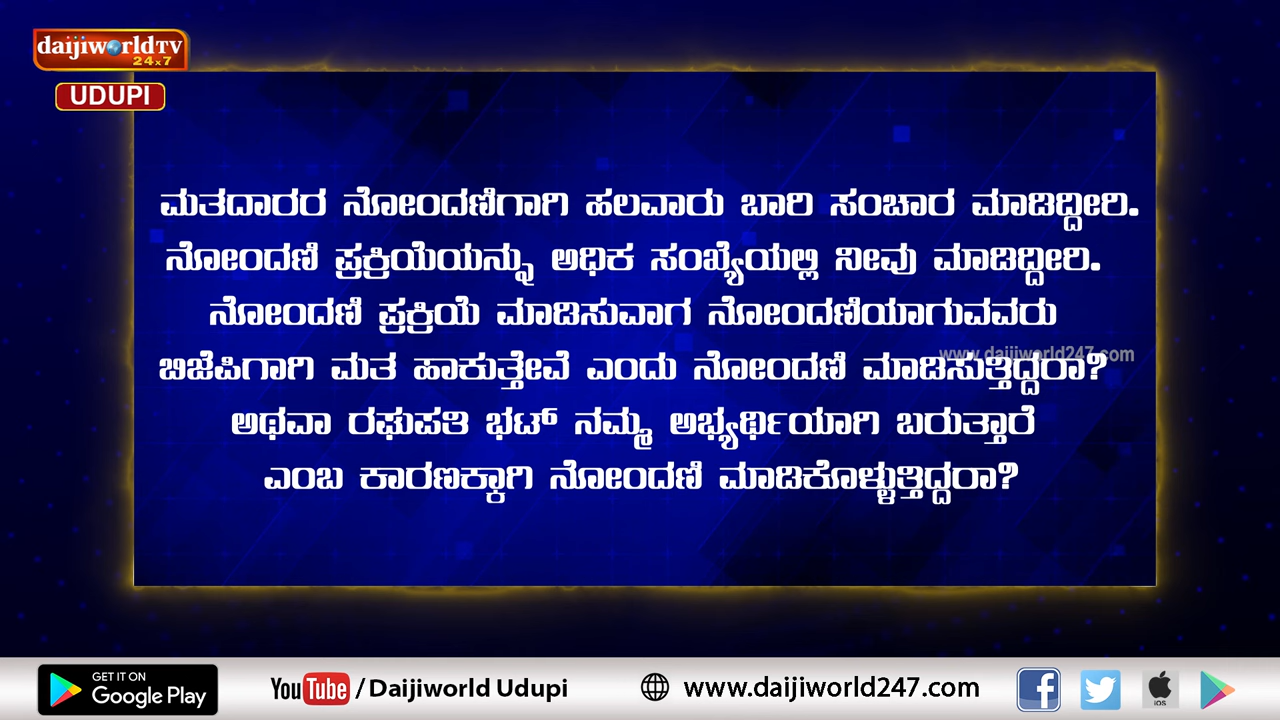 daijiworldTV
24x7
UDUPI
ಮತದಾರರ ನೋಂದಣಿಗಾಗಿ ಹಲವಾರು ಬಾರಿ ಸಂಚಾರ ಮಾಡಿದ್ದೀರಿ.
ನೋಂದಣಿ ಪ್ರಕ್ರಿಯೆಯನ್ನು ಅಧಿಕ ಸಂಖ್ಯೆಯಲ್ಲಿ ನೀವು ಮಾಡಿದ್ದೀರಿ.
ನೋಂದಣಿ ಪ್ರಕ್ರಿಯೆ ಮಾಡಿಸುವಾಗ ನೋಂದಣಿಯಾಗುವವರು
www.daijiworld247.com
ಬಿಜೆಪಿಗಾಗಿ ಮತ ಹಾಕುತ್ತೇವೆ ಎಂದು ನೋಂದಣಿ ಮಾಡಿಸುತ್ತಿದ್ದರಾ?
ಅಥವಾ ರಘುಪತಿ ಭಟ್ ನಮ್ಮ ಅಭ್ಯರ್ಥಿಯಾಗಿ ಬರುತ್ತಾರೆ
ಎಂಬ ಕಾರಣಕ್ಕಾಗಿ ನೋಂದಣಿ ಮಾಡಿಕೊಳ್ಳುತ್ತಿದ್ದರಾ?
GET IT ON
Google Play
YouTube / Daijiworld Udupi
www.daijiworld247.com
iOS